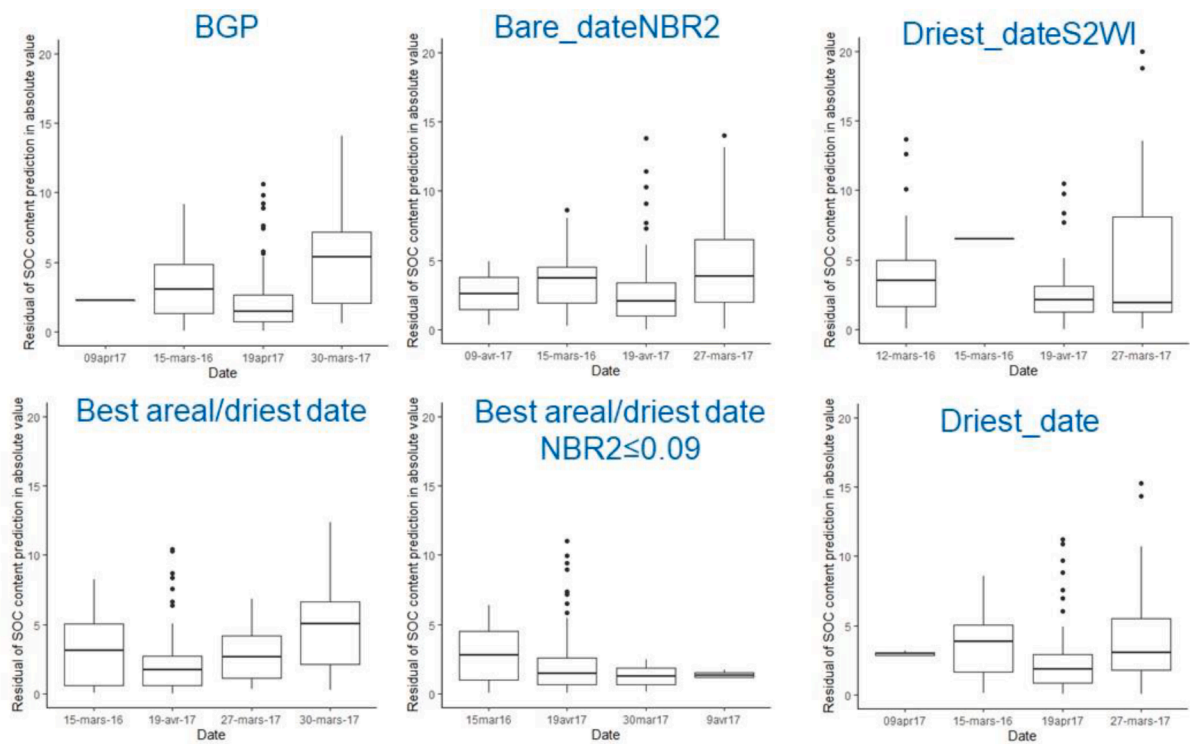 BGP
Residual of SOC content prediction in absolute value
20
15
10
5
0
09apr17 15-mars-16 19apr17 30-mars-17
Date
Bare_dateNBR2
Residual of SOC content prediction in absolute value
20
15
10
5
0
09-avr-17 15-mars-16 19-avr-17 27-mars-17
Date
Driest_dateS2WI
Residual of SOC content prediction in absolute value
20
15
10
5
0
12-mars-16 15-mars-16 19-avr-17 27-mars-17
Date
Best areal/driest date
Residual of SOC content prediction in absolute value
20
15
10
5
0
15-mars-16 19-avr-17 27-mars-17 30-mars-17
Date
Best areal/driest date
NBR2≤0.09
Residual of SOC content prediction in absolute value
20
15
10
5
0
15mar16 19avr17 30mar17 9avr17
Date
Driest_date
Residual of SOC content prediction in absolute value
20
15
10
5
0
09apr17 15-mars-16 19apr17 27-mars-17
Date